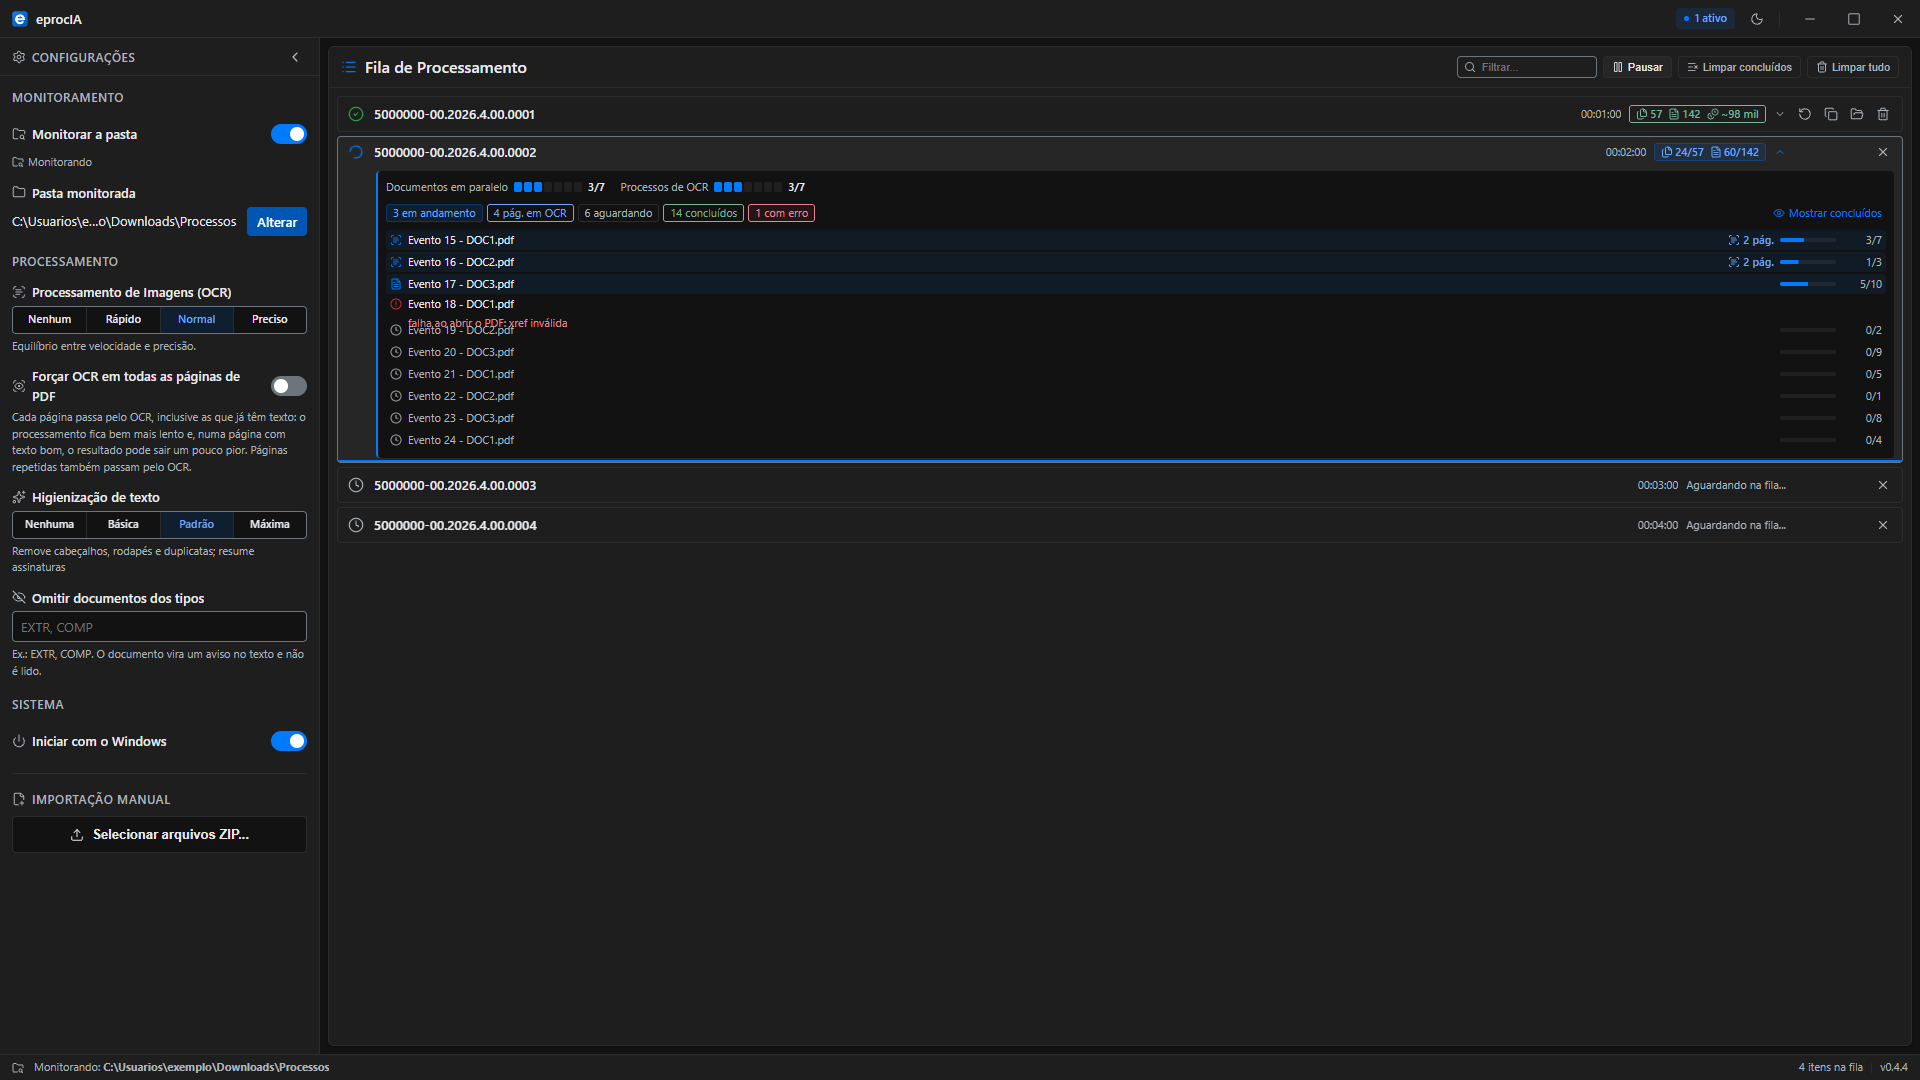 eprocIA
1 ativo
CONFIGURAÇÕES
MONITORAMENTO
Monitorar a pasta
Monitorando
Pasta monitorada
C:\Usuarios\e...o\Downloads\Processos
Alterar
PROCESSAMENTO
Processamento de Imagens (OCR)
Nenhum Rápido Normal Preciso
Equilíbrio entre velocidade e precisão.
Forçar OCR em todas as páginas de
PDF
Cada página passa pelo OCR, inclusive as que já têm texto: o
processamento fica bem mais lento e, numa página com
texto bom, o resultado pode sair um pouco pior. Páginas
repetidas também passam pelo OCR.
Higienização de texto
Nenhuma Básica Padrão Máxima
Remove cabeçalhos, rodapés e duplicatas; resume
assinaturas
Omitir documentos dos tipos
EXTR, COMP
Ex.: EXTR, COMP. O documento vira um aviso no texto e não
é lido.
SISTEMA
Iniciar com o Windows
IMPORTAÇÃO MANUAL
Selecionar arquivos ZIP...
Fila de Processamento
Filtrar...
Pausar
Limpar concluídos
Limpar tudo
5000000-00.2026.4.00.0001
00:01:00 57 142 ~98 mil
5000000-00.2026.4.00.0002
00:02:00 24/57 60/142
Documentos em paralelo 3/7 Processos de OCR 3/7
3 em andamento 4 pág. em OCR 6 aguardando 14 concluídos 1 com erro
Mostrar concluídos
Evento 15 - DOC1.pdf 2 pág. 3/7
Evento 16 - DOC2.pdf 2 pág. 1/3
Evento 17 - DOC3.pdf 5/10
Evento 18 - DOC1.pdf
falha ao abrir o PDF: xref inválida
Evento 19 - DOC2.pdf 0/2
Evento 20 - DOC3.pdf 0/9
Evento 21 - DOC1.pdf 0/5
Evento 22 - DOC2.pdf 0/1
Evento 23 - DOC3.pdf 0/8
Evento 24 - DOC1.pdf 0/4
5000000-00.2026.4.00.0003
00:03:00 Aguardando na fila...
5000000-00.2026.4.00.0004
00:04:00 Aguardando na fila...
Monitorando: C:\Usuarios\exemplo\Downloads\Processos
4 itens na fila v0.4.4